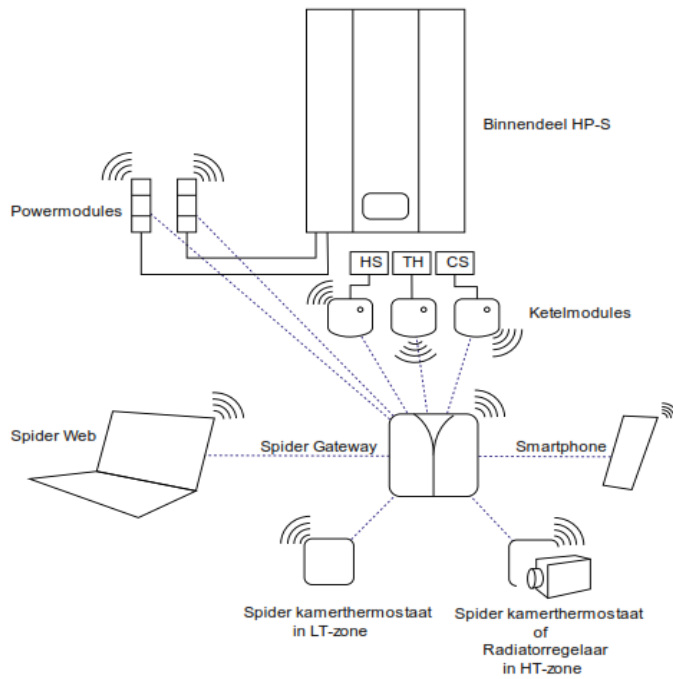 Binnendeel HP-S
Powermodules
HS TH CS
Ketelmodules
Spider Web
Spider Gateway
Smartphone
Spider kamerthermostaat
in LT-zone
Spider kamerthermostaat
of
Radiatorregelaar
in HT-zone